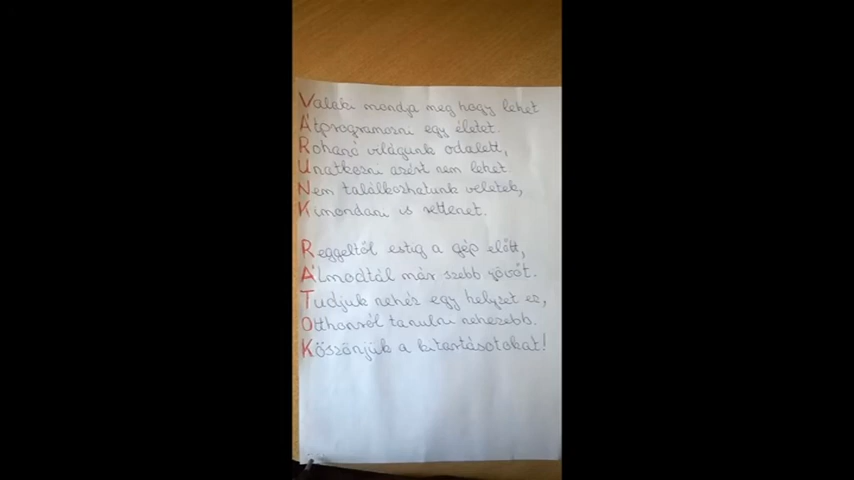 Valaki mondja meg hogy lehet
Átprogramozni egy életet.
Rohanó világunk odalett,
Unatkozni azért nem lehet.
Nem találkozhatunk veletek,
Kimondani is rettenet.
Reggeltől estig a gép előtt,
Álmodtál már szebb jövőt.
Tudjuk nehéz egy helyzet ez,
Otthonról tanulni nehezebb.
Köszönjük a kitartásotokat!